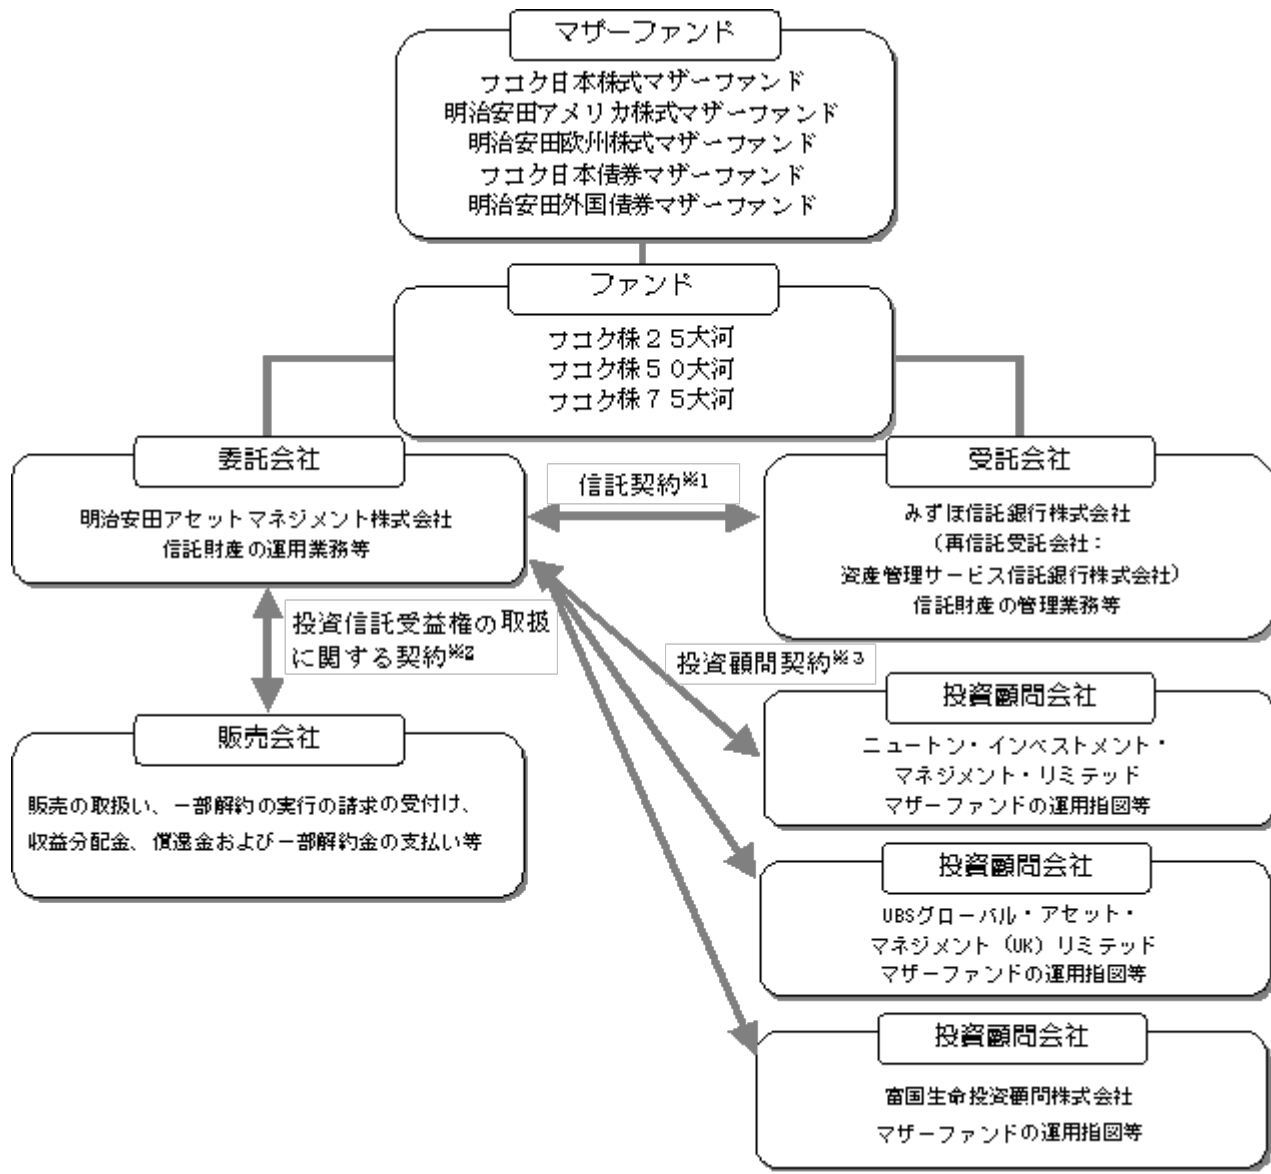 マザーファンド
フコク日本株式マザーファンド
明治安田アメリカ株式マザーファンド
明治安田欧州株式マザーファンド
フコク日本債券マザーファンド
明治安田外国債券マザーファンド
ファンド
フコク株25大河
フコク株50大河
フコク株75大河
委託会社
明治安田アセットマネジメント株式会社
信託財産の運用業務等
信託契約※1
受託会社
みずほ信託銀行株式会社
(再信託受託会社:
資産管理サービス信託銀行株式会社)
信託財産の管理業務等
投資信託受益権の取扱
に関する契約※2
投資顧問契約※3
販売会社
販売の取扱い、一部解約の実行の請求の受付け、
収益分配金、償還金および一部解約金の支払い等
投資顧問会社
ニュートン・インベストメント・
マネジメント・リミテッド
マザーファンドの運用指図等
投資顧問会社
UBSグローバル・アセット・
マネジメント(UK)リミテッド
マザーファンドの運用指図等
投資顧問会社
富国生命投資顧問株式会社
マザーファンドの運用指図等